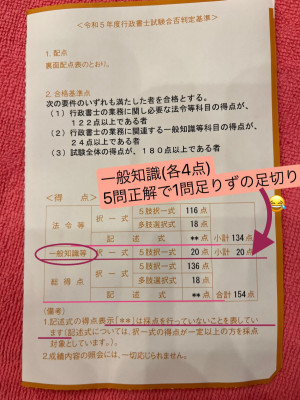 <令和5年度行政書士試験合否判定基準>
1. 配点
裏面配点表のとおり。
2. 合格基準点
次の要件のいずれも満たした者を合格とする。
(1) 行政書士の業務に関し必要な法令等科目の得点が、
122点以上である者
(2) 行政書士の業務に関連する一般知識等科目の得点が、
24点以上である者
(3) 試験全体の得点が、180点以上である者
一般知識(各4点)
5問正解で1問足りずの足切り
<得 点>
法令等 択一式 5肢択一式 116点
多肢選択式 18点
記述式 **点 小計 134点
一般知識等 択一式 5肢択一式 20点 小計 20点
総得点 択一式 5肢択一式 136点
多肢選択式 18点
記述式 **点 合計 154点
(備考)
1.記述式の得点表示「**」は採点を行っていないことを表してい
ます(記述式については、択一式の得点が一定以上の方を採点
対象としています。)。
2.成績内容の照会には、一切応じられません。